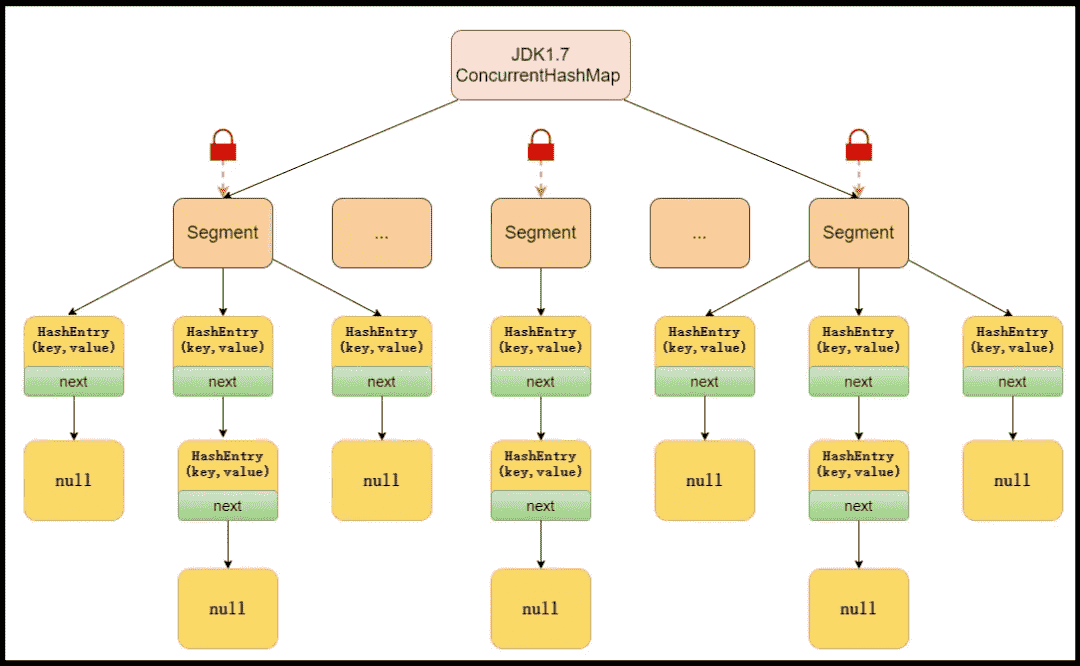 JDK1.7
ConcurrentHashMap
Segment
...
Segment
...
Segment
HashEntry
(key,value)
next
HashEntry
(key,value)
next
HashEntry
(key,value)
next
HashEntry
(key,value)
next
HashEntry
(key,value)
next
HashEntry
(key,value)
next
HashEntry
(key,value)
next
null
HashEntry
(key,value)
next
null
HashEntry
(key,value)
next
null
HashEntry
(key,value)
next
null
null
null
null